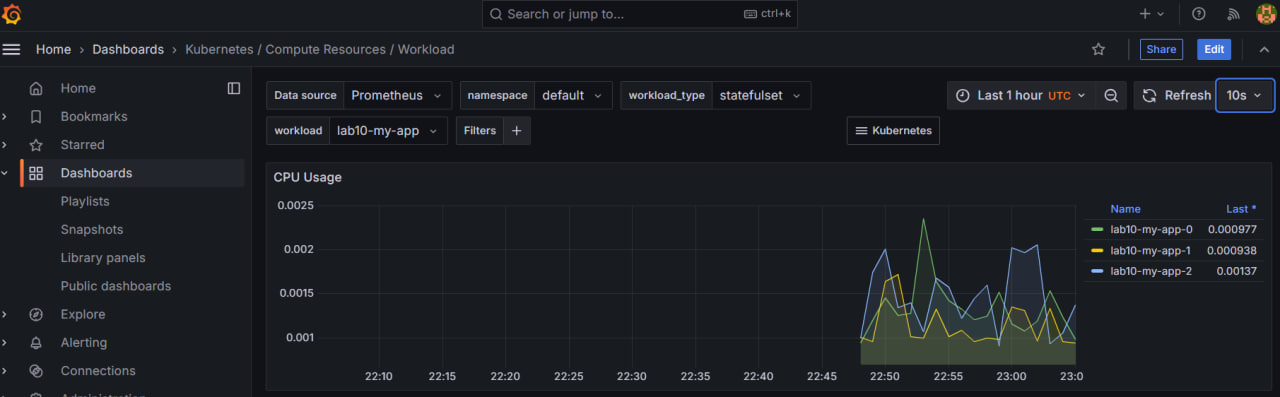 Search or jump to...
ctrl+k
Home › Dashboards › Kubernetes / Compute Resources / Workload
Share
Edit
Home
Bookmarks
Starred
Dashboards
Playlists
Snapshots
Library panels
Public dashboards
Explore
Alerting
Connections
Administration
Data source Prometheus
namespace default
workload_type statefulset
Last 1 hour UTC
Refresh 10s
workload lab10-my-app
Filters +
Kubernetes
CPU Usage
0.0025
0.002
0.0015
0.001
22:10 22:15 22:20 22:25 22:30 22:35 22:40 22:45 22:50 22:55 23:00 23:0
Name Last *
lab10-my-app-0 0.000977
lab10-my-app-1 0.000938
lab10-my-app-2 0.00137